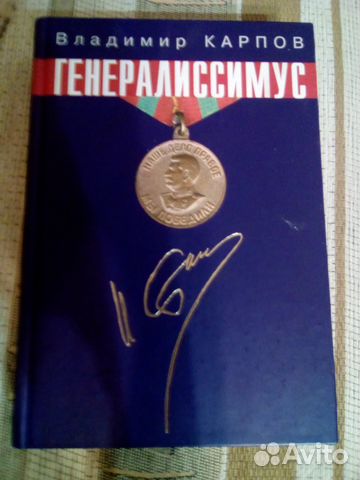 Владимир КАРПОВ
ГЕНЕРАЛИССИМУС
НАШЕ ДЕЛО ПРАВОЕ
МЫ ПОБЕДИЛИ
Avito